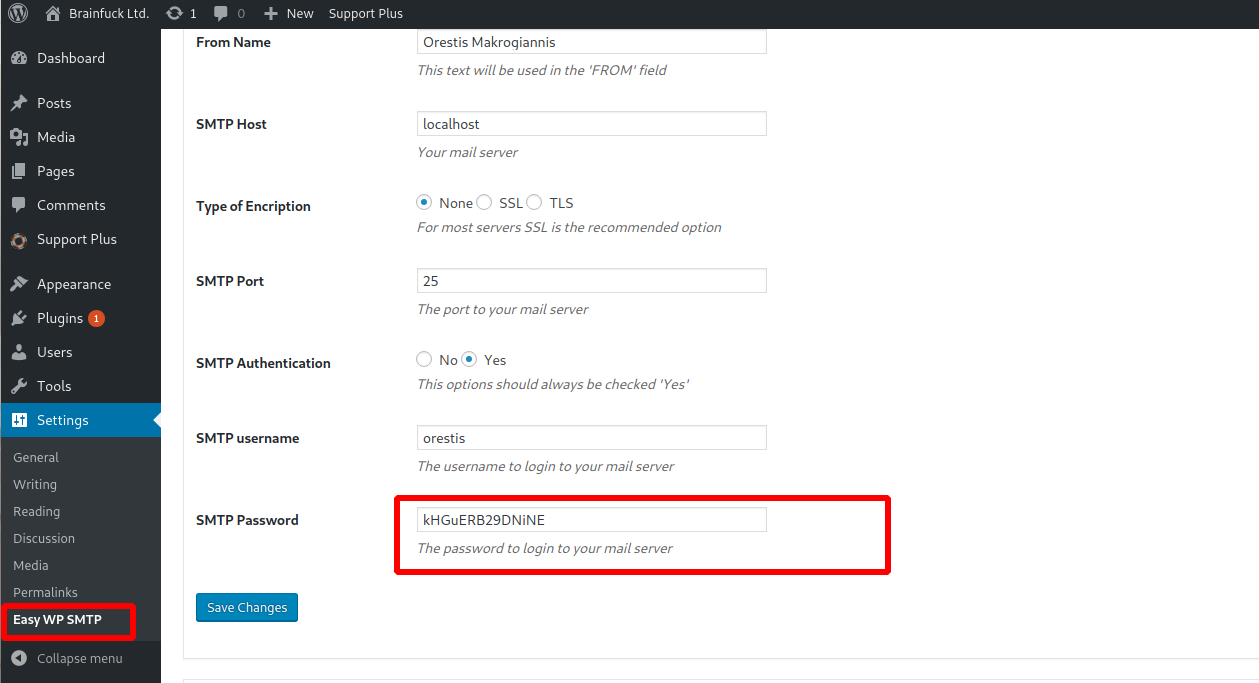 Brainfuck Ltd. 1 0 New Support Plus
Dashboard
Posts
Media
Pages
Comments
Support Plus
Appearance
Plugins 1
Users
Tools
Settings
General
Writing
Reading
Discussion
Media
Permalinks
Easy WP SMTP
Collapse menu
From Name
Orestis Makrogiannis
This text will be used in the 'FROM' field
SMTP Host
localhost
Your mail server
Type of Encription
None SSL TLS
For most servers SSL is the recommended option
SMTP Port
25
The port to your mail server
SMTP Authentication
No Yes
This options should always be checked 'Yes'
SMTP username
orestis
The username to login to your mail server
SMTP Password
kHGuERB29DNiNE
The password to login to your mail server
Save Changes